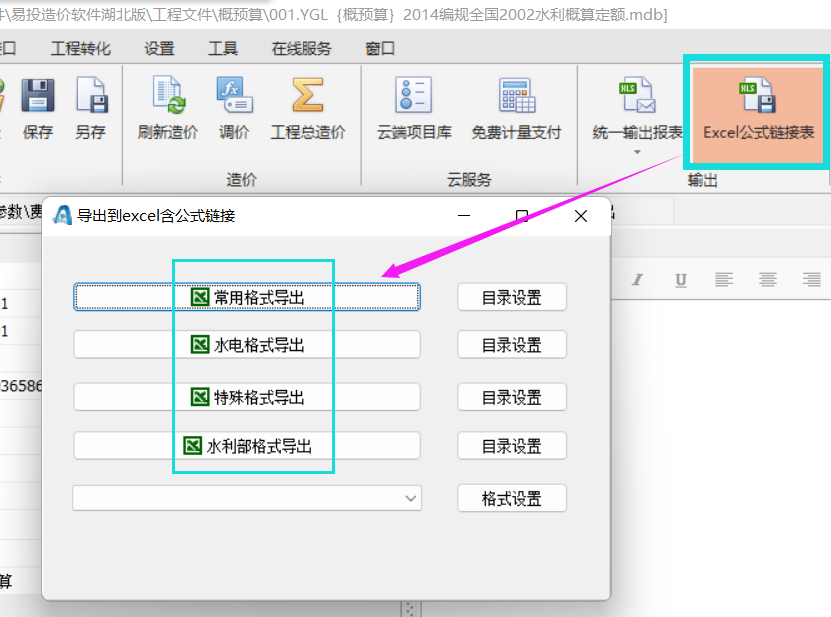 件\易投造价软件湖北版\工程文件\概预算\001.YGL {概预算} 2014编规全国2002水利概算定额.mdb]
接口 工程转化 设置 工具 在线服务 窗口
保存 另存 刷新造价 调价 工程总造价 云端项目库 免费计量支付 统一输出报表 Excel公式链接表
造价 云服务 输出
参数\费
导出到excel含公式链接
常用格式导出 目录设置
01
水电格式导出 目录设置
01
036586
特殊格式导出 目录设置
水利部格式导出 目录设置
格式设置
算